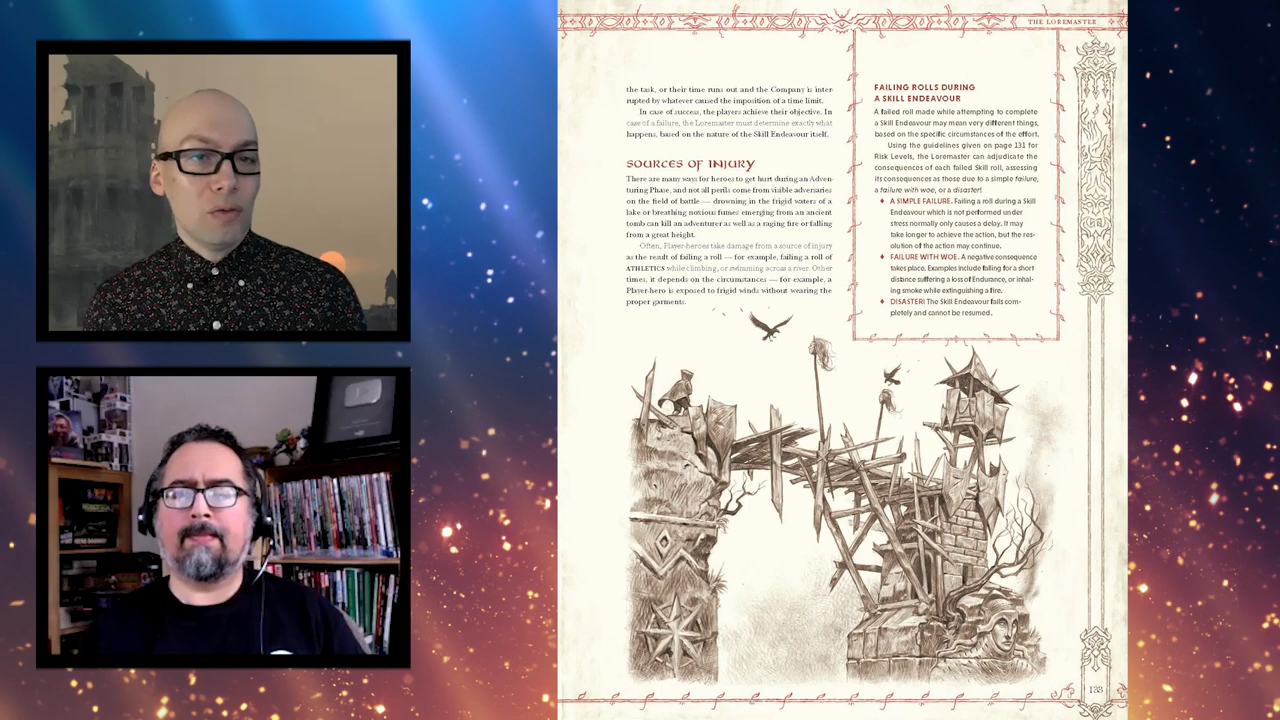 THE LOREMASTER
the task, or their time runs out and the Company is inter-
rupted by whatever caused the imposition of a time limit.
In case of success, the players achieve their objective. In
case of a failure, the Loremaster must determine exactly what
happens, based on the nature of the Skill Endeavour itself.
SOURCES OF INJURY
There are many ways for heroes to get hurt during an Adven-
turing Phase, and not all perils come from visible adversaries
on the field of battle — drowning in the frigid waters of a
lake or breathing noxious fumes emerging from an ancient
tomb can kill an adventurer as well as a raging fire or falling
from a great height.
Often, Player-heroes take damage from a source of injury
as the result of failing a roll — for example, failing a roll of
ATHLETICS while climbing, or swimming across a river. Other
times, it depends on the circumstances — for example, a
Player-hero is exposed to frigid winds without wearing the
proper garments.
FAILING ROLLS DURING
A SKILL ENDEAVOUR
A failed roll made while attempting to complete
a Skill Endeavour may mean very different things,
based on the specific circumstances of the effort.
Using the guidelines given on page 131 for
Risk Levels, the Loremaster can adjudicate the
consequences of each failed Skill roll, assessing
its consequences as those due to a simple failure,
a failure with woe, or a disaster!
♦ A SIMPLE FAILURE. Failing a roll during a Skill
Endeavour which is not performed under
stress normally only causes a delay. It may
take longer to achieve the action, but the res-
olution of the action may continue.
♦ FAILURE WITH WOE. A negative consequence
takes place. Examples include falling for a short
distance suffering a loss of Endurance, or inhal-
ing smoke while extinguishing a fire.
♦ DISASTER! The Skill Endeavour fails com-
pletely and cannot be resumed.
133